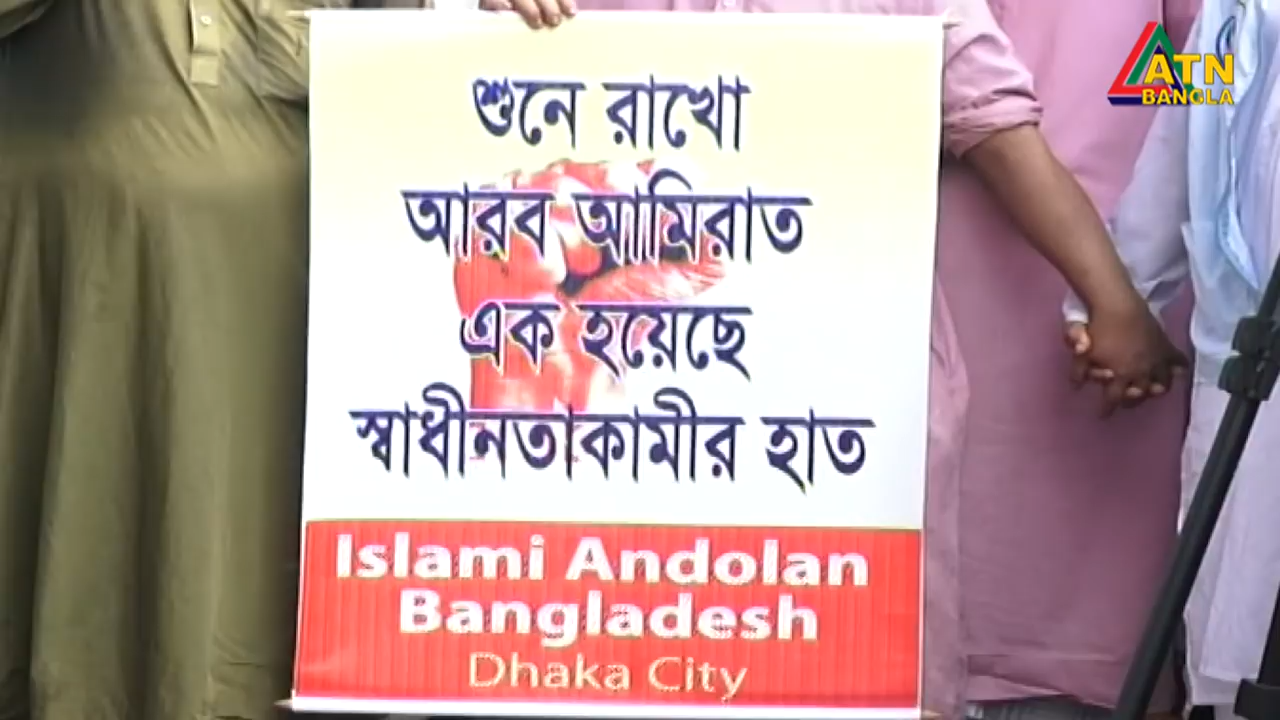 ATN
BANGLA
শুনে রাখো
আরব আমিরাত
এক হয়েছে
স্বাধীনতাকামীর হাত
Islami Andolan
Bangladesh
Dhaka City